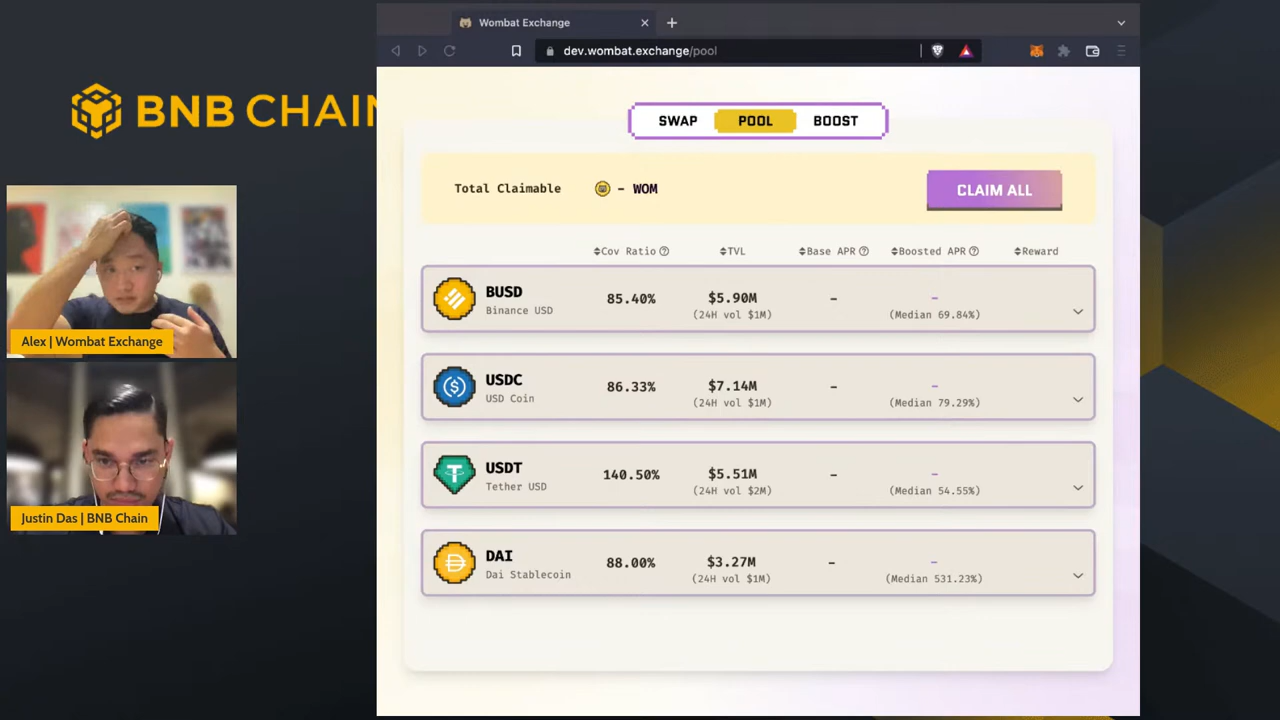 Wombat Exchange
dev.wombat.exchange/pool
BNB CHAIN
SWAP POOL BOOST
Total Claimable - WOM CLAIM ALL
Cov Ratio TVL Base APR Boosted APR Reward
BUSD 85.40% $5.90M - -
Binance USD (24H vol $1M) (Median 69.84%)
USDC 86.33% $7.14M - -
USD Coin (24H vol $1M) (Median 79.29%)
USDT 140.50% $5.51M - -
Tether USD (24H vol $2M) (Median 54.55%)
DAI 88.00% $3.27M - -
Dai Stablecoin (24H vol $1M) (Median 531.23%)
Alex | Wombat Exchange
Justin Das | BNB Chain